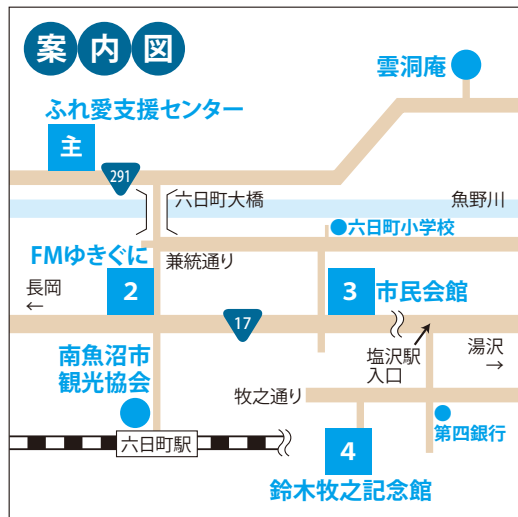 案内図
雲洞庵
ふれ愛支援センター
主
291
六日町大橋
魚野川
六日町小学校
FMゆきぐに
兼続通り
長岡
←
2
3
市民会館
17
南魚沼市
観光協会
塩沢駅
入口
湯沢
→
牧之通り
六日町駅
4
第四銀行
鈴木牧之記念館